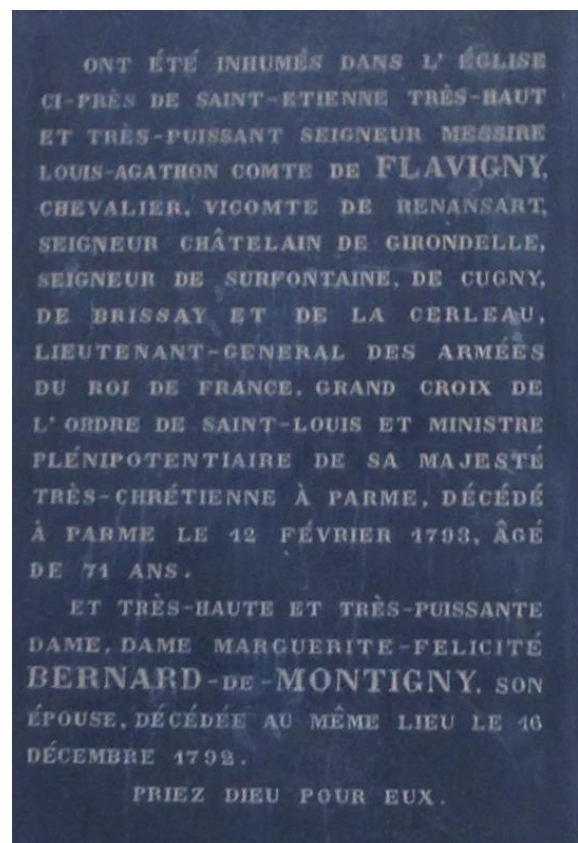 ONT ÉTÉ INHUMÉS DANS L' ÉGLISE
CI-PRÈS DE SAINT-ETIENNE TRÈS-HAUT
ET TRÈS-PUISSANT SEIGNEUR MESSIRE
LOUIS-AGATHON COMTE DE FLAVIGNY,
CHEVALIER, VICOMTE DE RENANSART,
SEIGNEUR CHÂTELAIN DE GIRONDELLE,
SEIGNEUR DE SURFONTAINE, DE CUGNY,
DE BRISSAY ET DE LA CERLEAU,
LIEUTENANT-GENERAL DES ARMÉES
DU ROI DE FRANCE, GRAND CROIX DE
L' ORDRE DE SAINT-LOUIS ET MINISTRE
PLÉNIPOTENTIAIRE DE SA MAJESTÉ
TRÈS-CHRÉTIENNE À PARME, DÉCÉDÉ
À PARME LE 12 FÉVRIER 1793, ÂGÉ
DE 71 ANS.
ET TRÈS-HAUTE ET TRÈS-PUISSANTE
DAME, DAME MARGUERITE-FELICITÉ
BERNARD-DE-MONTIGNY, SON
ÉPOUSE, DÉCÉDÉE AU MÊME LIEU LE 16
DÉCEMBRE 1792.
PRIEZ DIEU POUR EUX.